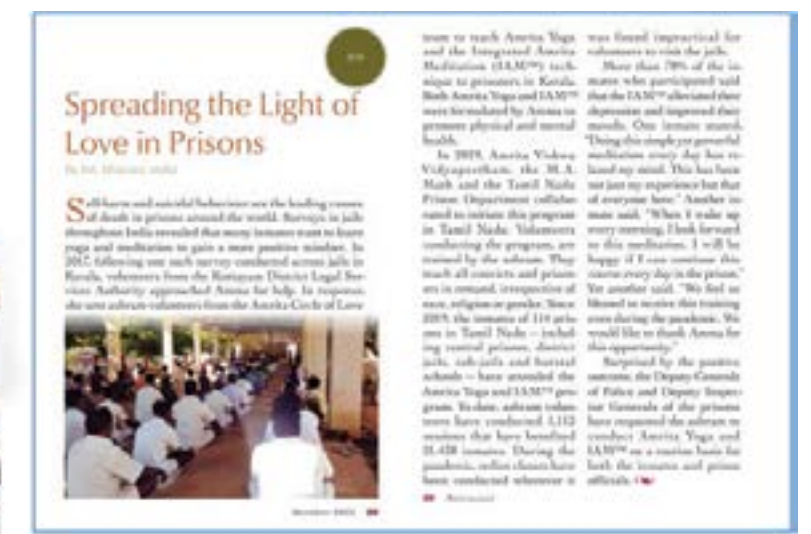 Spreading the Light of
Love in Prisons
Self-harm and suicidal behaviour are the leading causes
of death in prisons around the world. Surveys in jails
throughout India revealed that many inmates want to learn
yoga and meditation to gain a more positive mindset. In
2017, following one such survey conducted across jails in
Kerala, volunteers from the Kottayam District Legal Ser-
vices Authority approached Amma for help. In response,
she sent ashram volunteers from the Amrita Circle of Love
team to teach Amrita Yoga
and the Integrated Amrita
Meditation (IAM™) tech-
nique to prisoners in Kerala.
Both Amrita Yoga and IAM™
were formulated by Amma to
promote physical and mental
health.
In 2019, Amrita Vishwa
Vidyapeetham, the M.A.
Math and the Tamil Nadu
Prison Department collabo-
rated to initiate this program
in Tamil Nadu. Volunteers
conducting the program, are
trained by the ashram. They
teach all convicts and prison-
ers in remand, irrespective of
race, religion or gender. Since
2019, the inmates of 114 pris-
ons in Tamil Nadu – includ-
ing central prisons, district
jails, sub-jails and borstal
schools – have attended the
Amrita Yoga and IAM™ pro-
gram. To date, ashram volun-
teers have conducted 1,112
sessions that have benefited
inmates. During the
pandemic, online classes have
been conducted wherever it
was found impractical for
volunteers to visit the jails.
More than 70% of the in-
mates who participated said
that the IAM™ alleviated their
depression and improved their
moods. One inmate stated,
"Doing this simple yet powerful
meditation every day has re-
laxed my mind. This has been
not just my experience but that
of everyone here." Another in-
mate said, "When I wake up
every morning, I look forward
to this meditation. I will be
happy if I can continue this
course every day in the prison."
Yet another said, "We feel so
blessed to receive this training
even during the pandemic. We
would like to thank Amma for
this opportunity."
Surprised by the positive
outcome, the Deputy Generals
of Police and Deputy Inspec-
tor Generals of the prisons
have requested the ashram to
conduct Amrita Yoga and
IAM™ on a routine basis for
both the inmates and prison
officials.